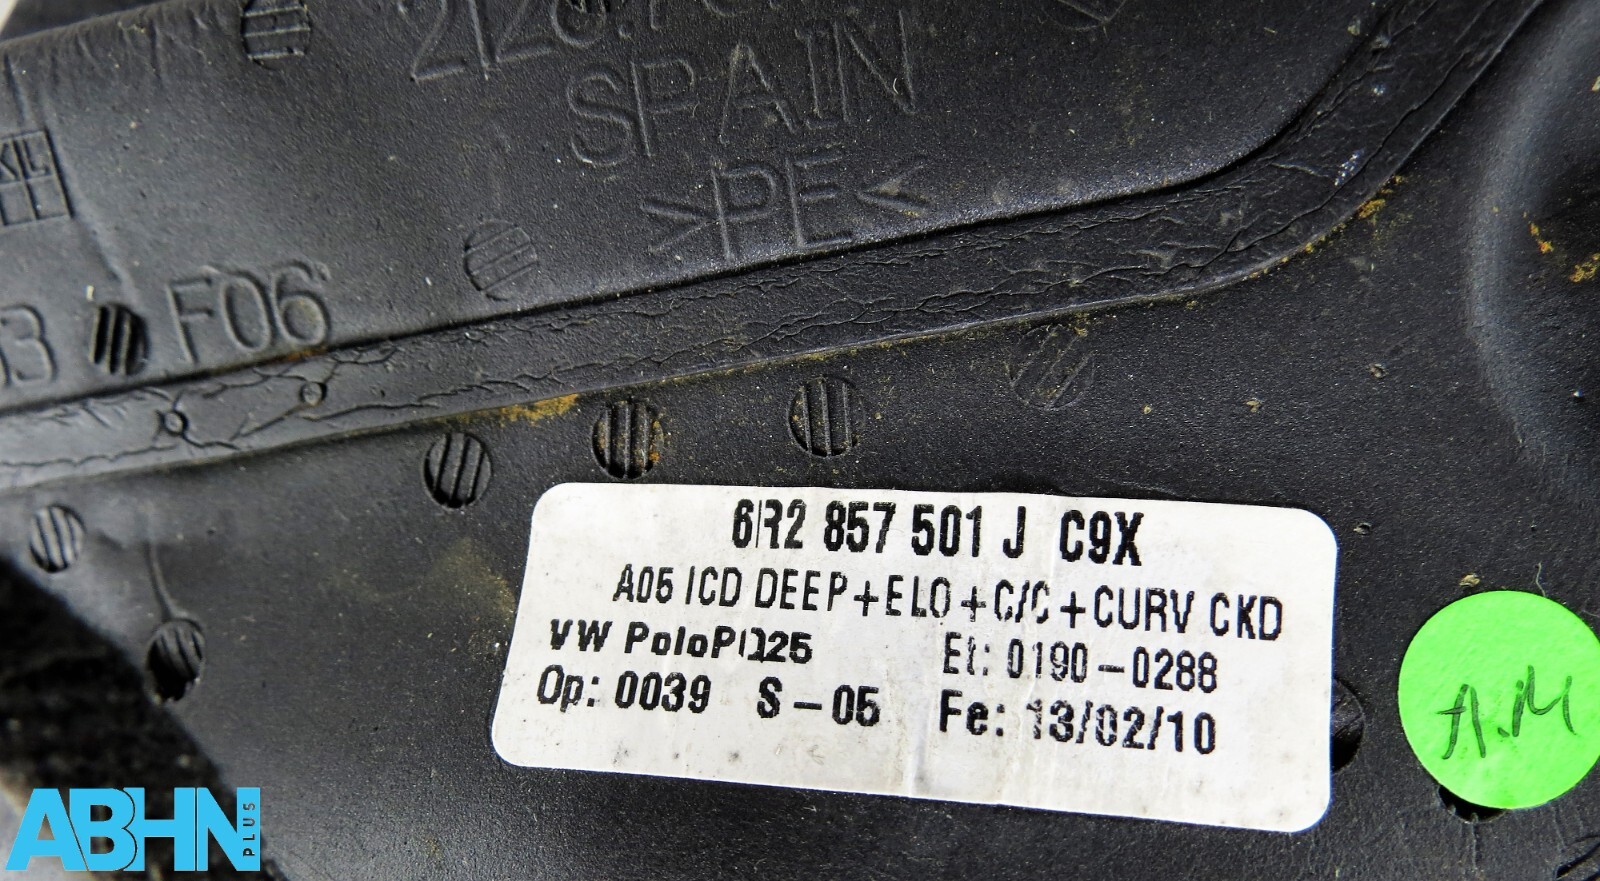 SPAIN
>PE<
F06
6R2 857 501 J C9X
A05 ICD DEEP+ELO+C/C+CURV CKD
VW PoloPQ25 Et: 0190-0288
Op: 0039 S-05 Fe: 13/02/10
A.M
ABHN PLUS